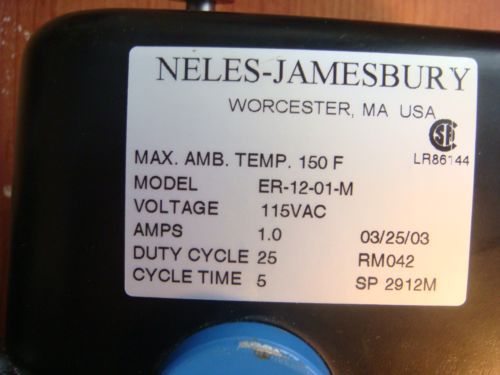 NELES-JAMESBURY
WORCESTER, MA USA
LR86144
MAX. AMB. TEMP. 150 F
MODEL ER-12-01-M
VOLTAGE 115VAC
AMPS 1.0 03/25/03
DUTY CYCLE 25 RM042
CYCLE TIME 5 SP 2912M